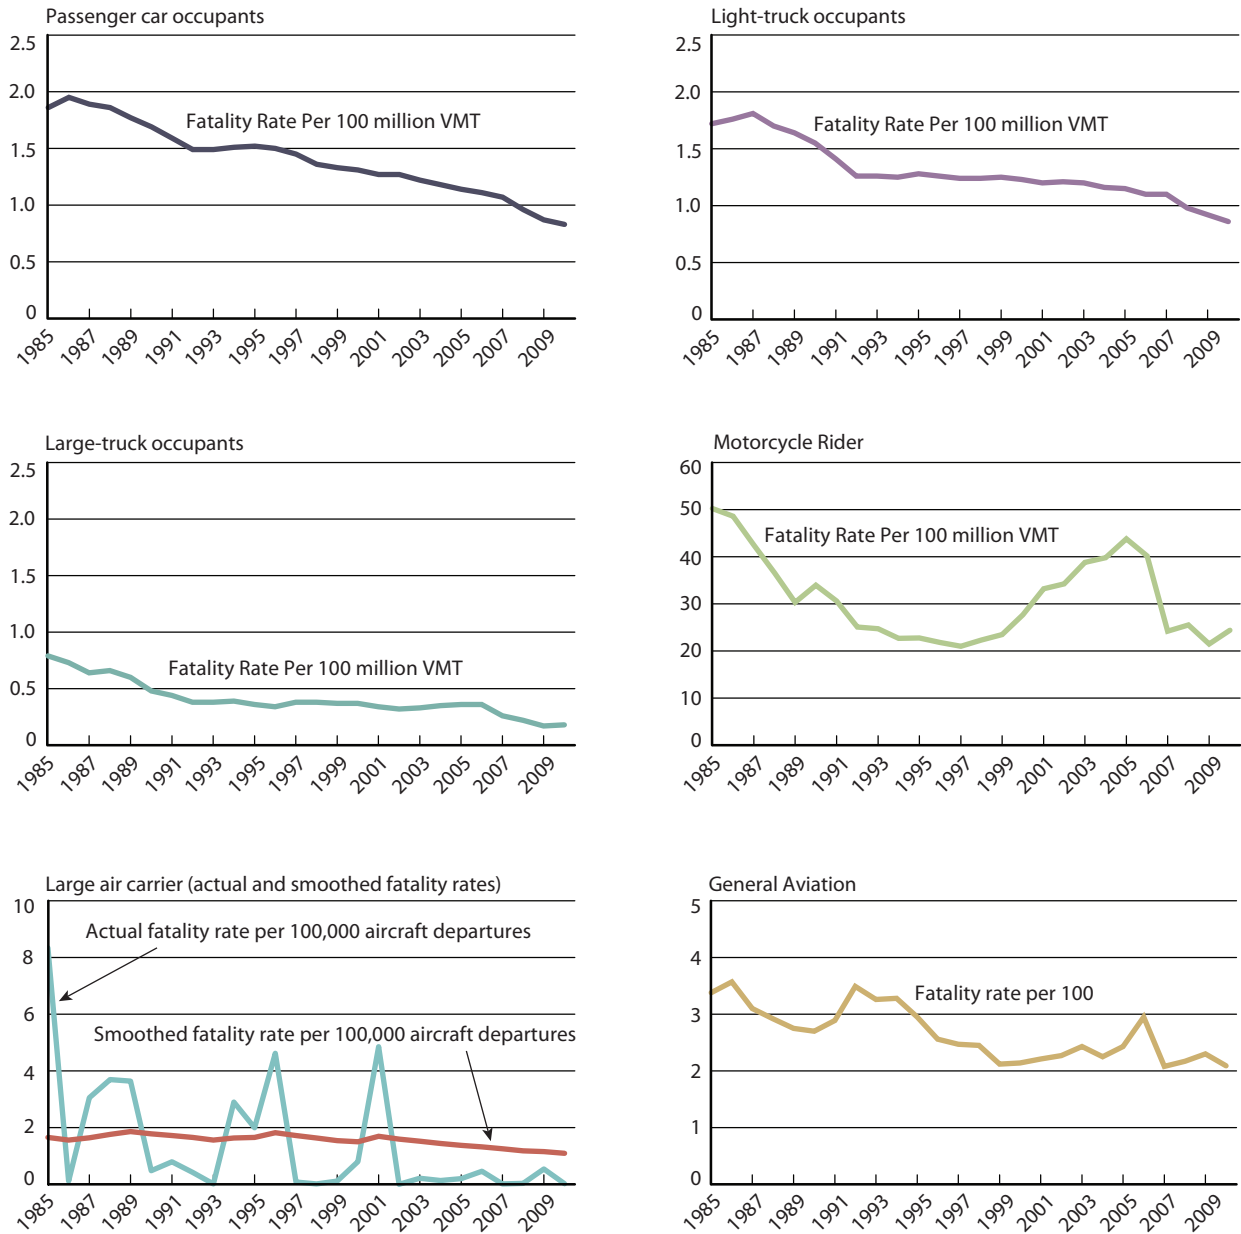 Passenger car occupants
2.5
2.0
1.5
1.0
0.5
0
Fatality Rate Per 100 million VMT
1985 1987 1989 1991 1993 1995 1997 1999 2001 2003 2005 2007 2009
Light-truck occupants
2.5
2.0
1.5
1.0
0.5
0
Fatality Rate Per 100 million VMT
1985 1987 1989 1991 1993 1995 1997 1999 2001 2003 2005 2007 2009
Large-truck occupants
2.5
2.0
1.5
1.0
0.5
0
Fatality Rate Per 100 million VMT
1985 1987 1989 1991 1993 1995 1997 1999 2001 2003 2005 2007 2009
Motorcycle Rider
60
50
40
30
20
10
0
Fatality Rate Per 100 million VMT
1985 1987 1989 1991 1993 1995 1997 1999 2001 2003 2005 2007 2009
Large air carrier (actual and smoothed fatality rates)
10
8
6
4
2
0
Actual fatality rate per 100,000 aircraft departures
Smoothed fatality rate per 100,000 aircraft departures
1985 1987 1989 1991 1993 1995 1997 1999 2001 2003 2005 2007 2009
General Aviation
5
4
3
2
1
0
Fatality rate per 100
1985 1987 1989 1991 1993 1995 1997 1999 2001 2003 2005 2007 2009